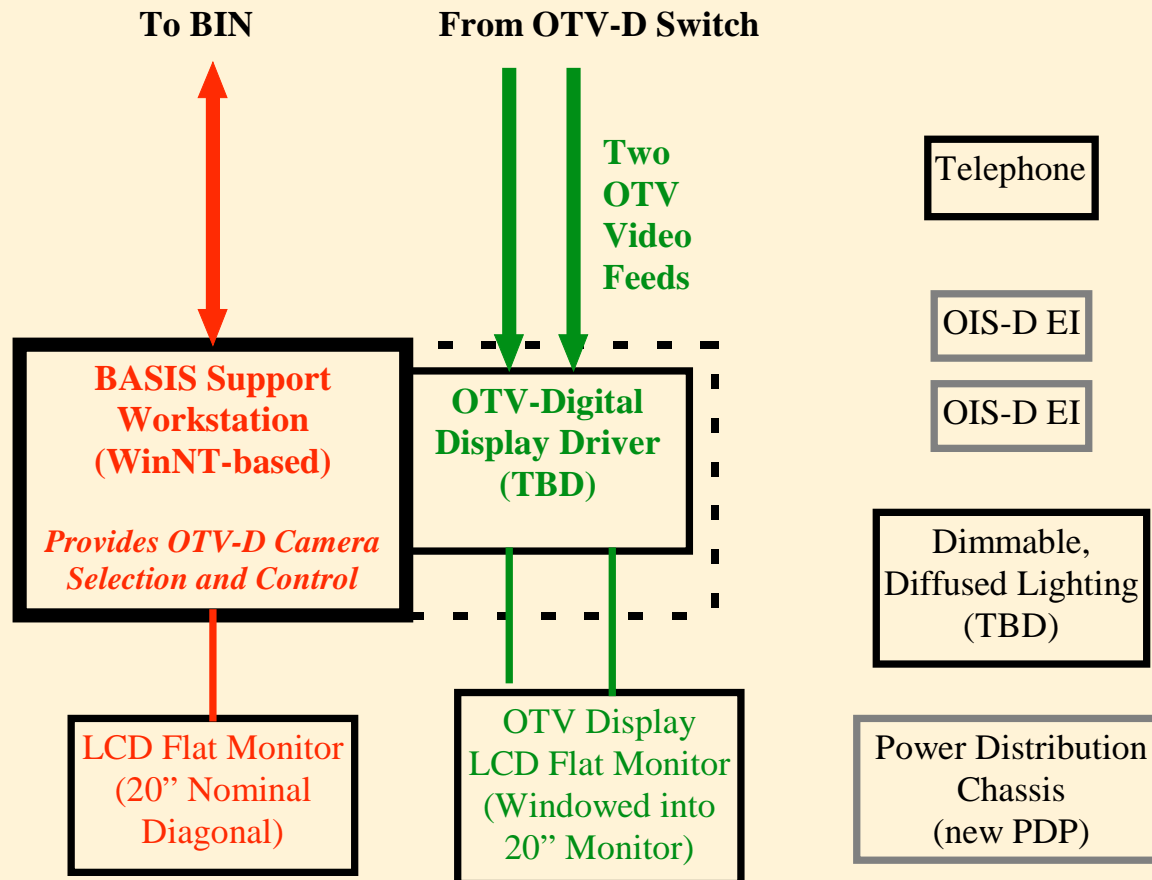 To BIN
From OTV-D Switch
Two
OTV
Video
Feeds
Telephone
OIS-D EI
OIS-D EI
BASIS Support
Workstation
(WinNT-based)
Provides OTV-D Camera
Selection and Control
OTV-Digital
Display Driver
(TBD)
Dimmable,
Diffused Lighting
(TBD)
LCD Flat Monitor
(20” Nominal
Diagonal)
OTV Display
LCD Flat Monitor
(Windowed into
20” Monitor)
Power Distribution
Chassis
(new PDP)